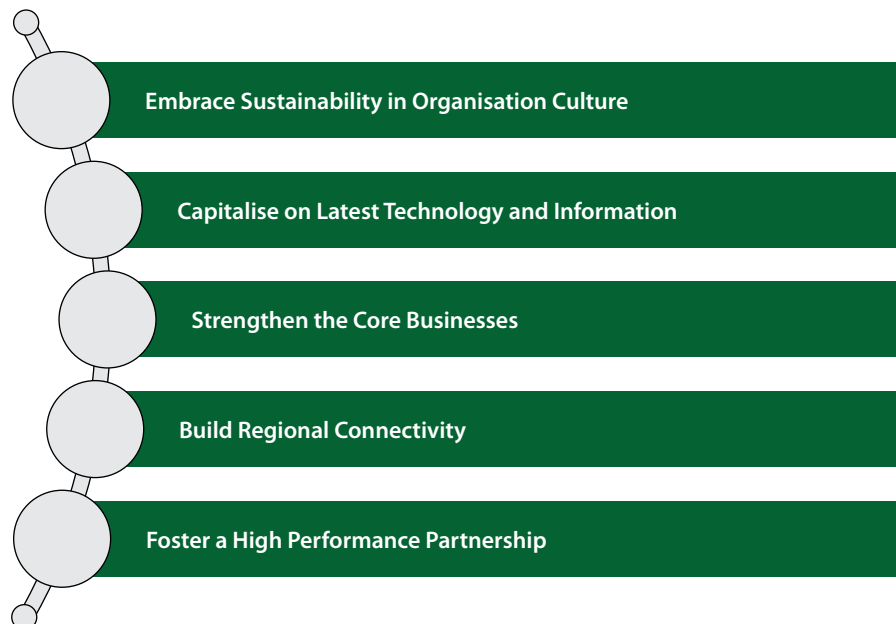 Embrace Sustainability in Organisation Culture
Capitalise on Latest Technology and Information
Strengthen the Core Businesses
Build Regional Connectivity
Foster a High Performance Partnership